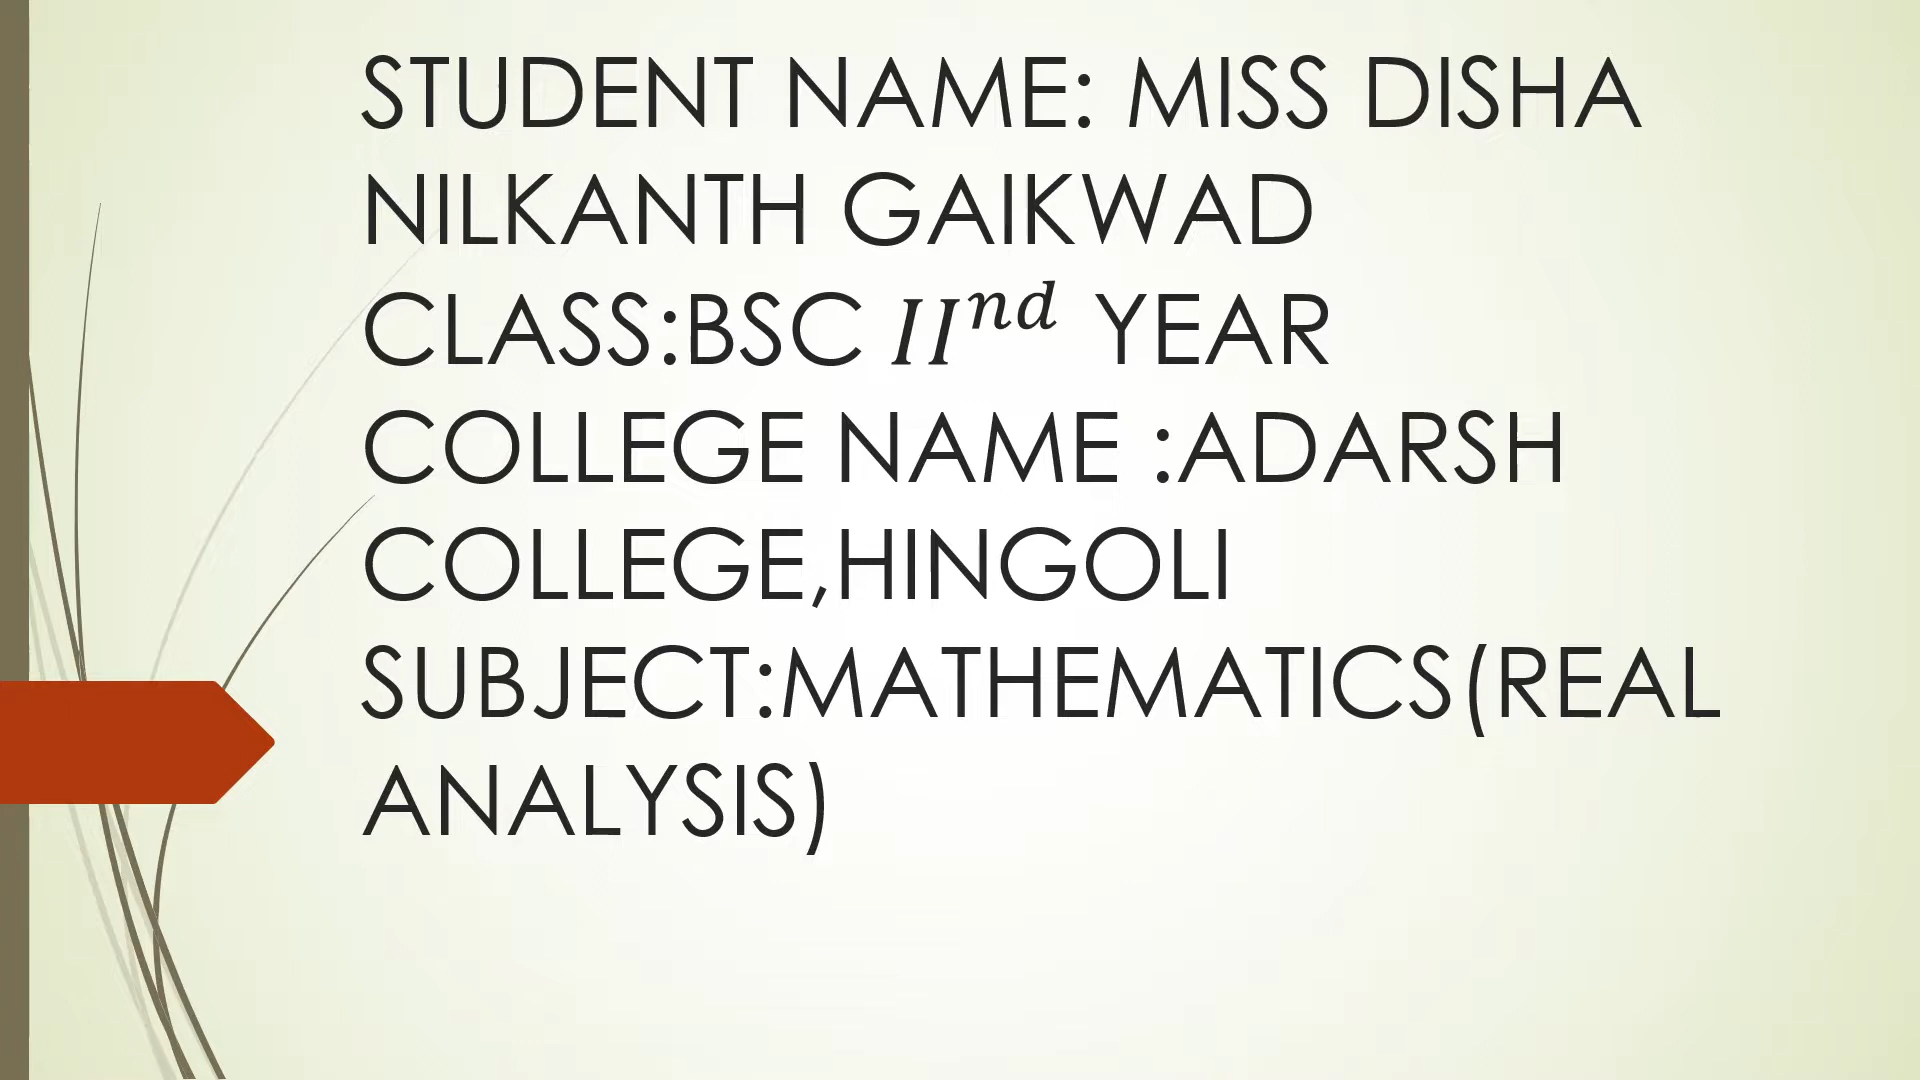 STUDENT NAME: MISS DISHA
NILKANTH GAIKWAD
CLASS:BSC IInd YEAR
COLLEGE NAME :ADARSH
COLLEGE,HINGOLI
SUBJECT:MATHEMATICS(REAL
ANALYSIS)